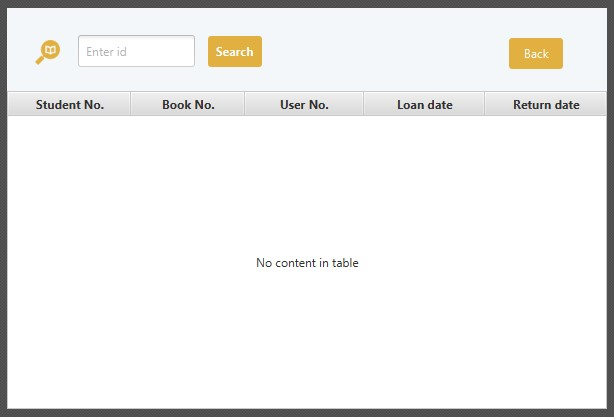 Enter id
Search
Back
Student No.
Book No.
User No.
Loan date
Return date
No content in table